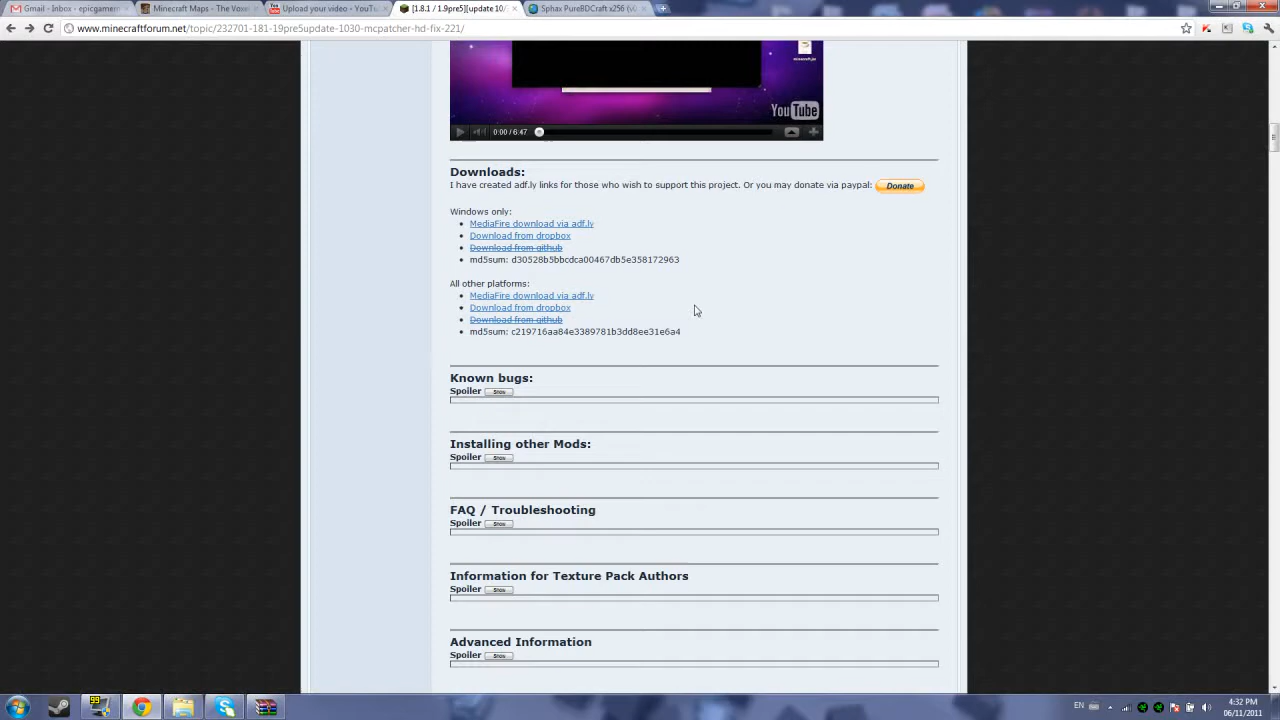 Gmail - Inbox - epicgamem
Minecraft Maps - The Voxe
Upload your video - YouTu
[1.8.1 / 1.9pre5][update 10/
Sphax PureBDCraft x256 (v0
www.minecraftforum.net/topic/232701-181-19pre5update-1030-mcpatcher-hd-fix-221/
YouTube
0:00 / 6:47
Downloads:
I have created adf.ly links for those who wish to support this project. Or you may donate via paypal: Donate
Windows only:
MediaFire download via adf.ly
Download from dropbox
Download from github
md5sum: d30528b5bbcdca00467db5e358172963
All other platforms:
MediaFire download via adf.ly
Download from dropbox
Download from github
md5sum: c219716aa84e3389781b3dd8ee31e6a4
Known bugs:
Spoiler Show
Installing other Mods:
Spoiler Show
FAQ / Troubleshooting
Spoiler Show
Information for Texture Pack Authors
Spoiler Show
Advanced Information
Spoiler Show
99
EN
4:32 PM
06/11/2011